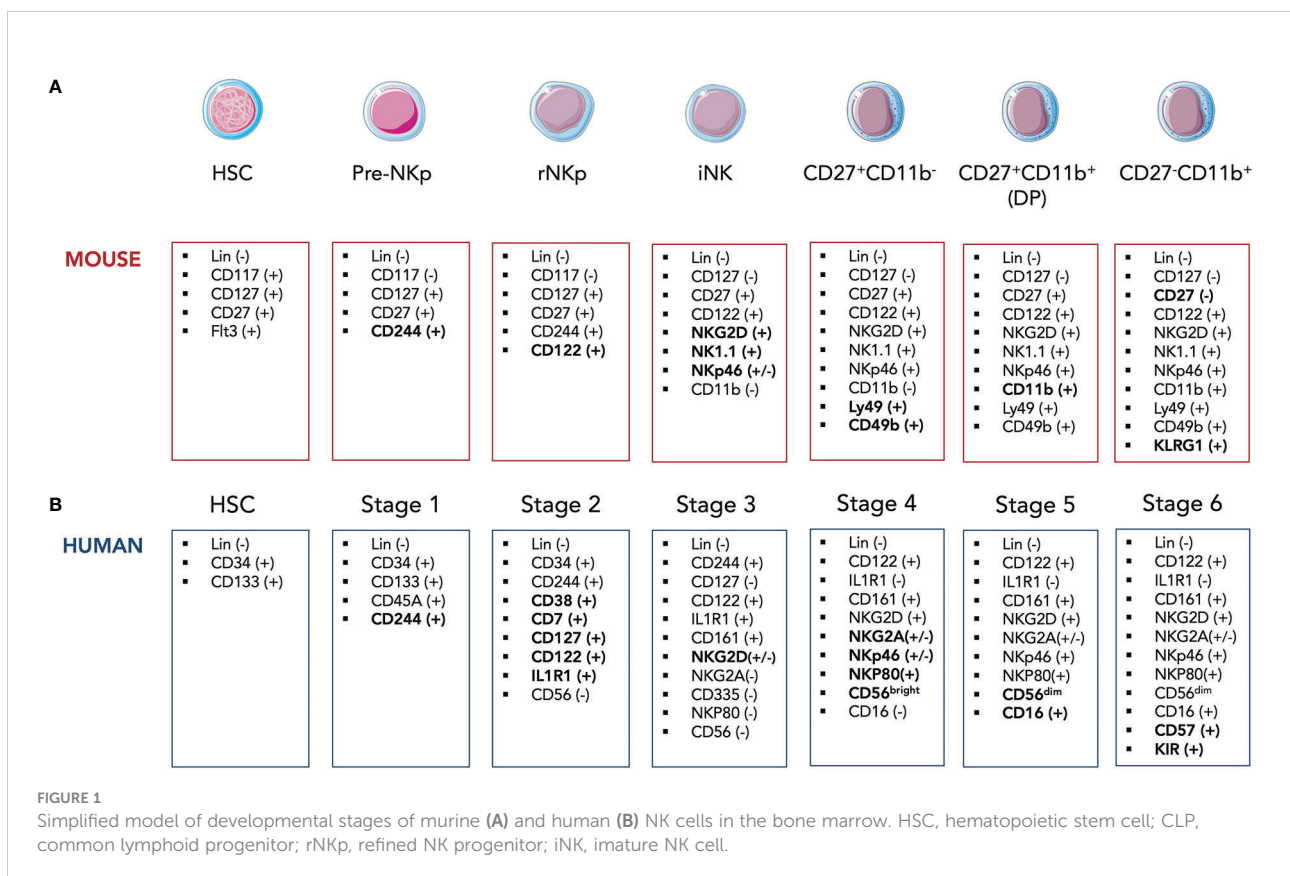 A
HSC
Pre-NKp
rNKp
iNK
CD27⁺CD11b⁻
CD27⁺CD11b⁺
(DP)
CD27⁻CD11b⁺
MOUSE
▪ Lin (-)
▪ CD117 (+)
▪ CD127 (+)
▪ CD27 (+)
▪ Flt3 (+)
▪ Lin (-)
▪ CD117 (-)
▪ CD127 (+)
▪ CD27 (+)
▪ CD244 (+)
▪ Lin (-)
▪ CD117 (-)
▪ CD127 (+)
▪ CD27 (+)
▪ CD244 (+)
▪ CD122 (+)
▪ Lin (-)
▪ CD127 (-)
▪ CD27 (+)
▪ CD122 (+)
▪ NKG2D (+)
▪ NK1.1 (+)
▪ NKp46 (+/-)
▪ CD11b (-)
▪ Lin (-)
▪ CD127 (-)
▪ CD27 (+)
▪ CD122 (+)
▪ NKG2D (+)
▪ NK1.1 (+)
▪ NKp46 (+)
▪ CD11b (-)
▪ Ly49 (+)
▪ CD49b (+)
▪ Lin (-)
▪ CD127 (-)
▪ CD27 (+)
▪ CD122 (+)
▪ NKG2D (+)
▪ NK1.1 (+)
▪ NKp46 (+)
▪ CD11b (+)
▪ Ly49 (+)
▪ CD49b (+)
▪ Lin (-)
▪ CD127 (-)
▪ CD27 (-)
▪ CD122 (+)
▪ NKG2D (+)
▪ NK1.1 (+)
▪ NKp46 (+)
▪ CD11b (+)
▪ Ly49 (+)
▪ CD49b (+)
▪ KLRG1 (+)
B
HSC
Stage 1
Stage 2
Stage 3
Stage 4
Stage 5
Stage 6
HUMAN
▪ Lin (-)
▪ CD34 (+)
▪ CD133 (+)
▪ Lin (-)
▪ CD34 (+)
▪ CD133 (+)
▪ CD45A (+)
▪ CD244 (+)
▪ Lin (-)
▪ CD34 (+)
▪ CD244 (+)
▪ CD38 (+)
▪ CD7 (+)
▪ CD127 (+)
▪ CD122 (+)
▪ IL1R1 (+)
▪ CD56 (-)
▪ Lin (-)
▪ CD244 (+)
▪ CD127 (-)
▪ CD122 (+)
▪ IL1R1 (+)
▪ CD161 (+)
▪ NKG2D(+/-)
▪ NKG2A(-)
▪ CD335 (-)
▪ NKP80 (-)
▪ CD56 (-)
▪ Lin (-)
▪ CD122 (+)
▪ IL1R1 (-)
▪ CD161 (+)
▪ NKG2D (+)
▪ NKG2A(+/-)
▪ NKp46 (+/-)
▪ NKP80(+)
▪ CD56ᵇʳⁱᵍʰᵗ
▪ CD16 (-)
▪ Lin (-)
▪ CD122 (+)
▪ IL1R1 (-)
▪ CD161 (+)
▪ NKG2D (+)
▪ NKG2A(+/-)
▪ NKp46 (+)
▪ NKP80(+)
▪ CD56ᵈⁱᵐ
▪ CD16 (+)
▪ Lin (-)
▪ CD122 (+)
▪ IL1R1 (-)
▪ CD161 (+)
▪ NKG2D (+)
▪ NKG2A(+/-)
▪ NKp46 (+)
▪ NKP80(+)
▪ CD56ᵈⁱᵐ
▪ CD16 (+)
▪ CD57 (+)
▪ KIR (+)
FIGURE 1
Simplified model of developmental stages of murine (A) and human (B) NK cells in the bone marrow. HSC, hematopoietic stem cell; CLP,
common lymphoid progenitor; rNKp, refined NK progenitor; iNK, imature NK cell.